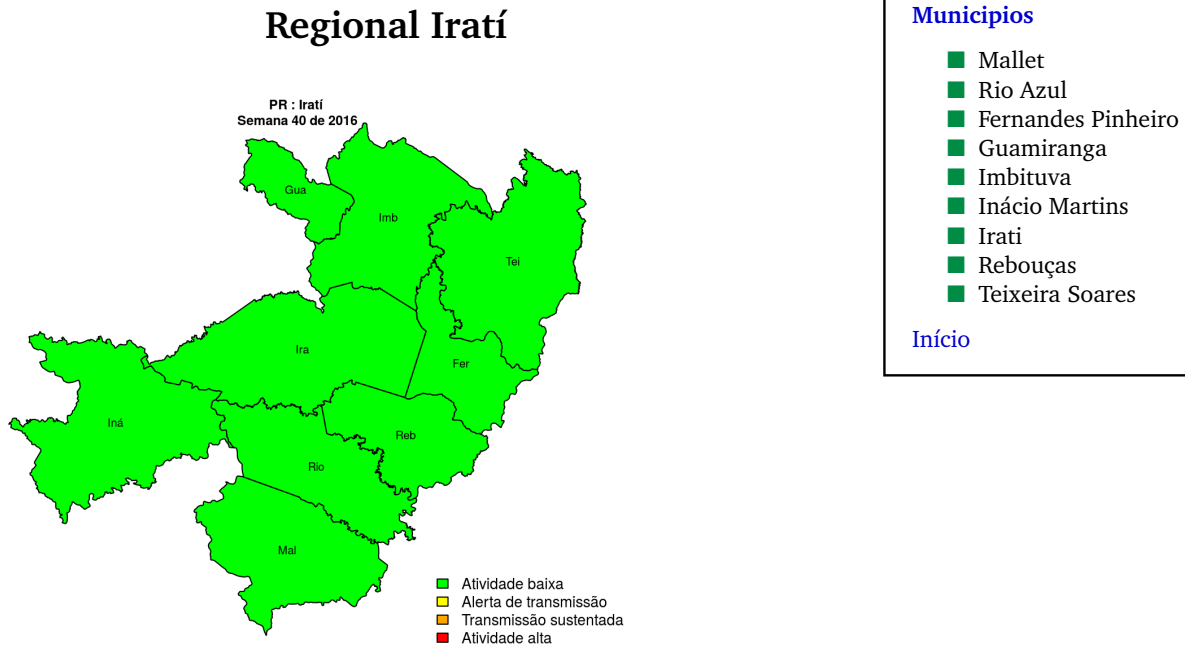 Regional Iratí
PR : Iratí
Semana 40 de 2016
Gua
Imb
Tei
Ira
Fer
Iná
Reb
Rio
Mal
Atividade baixa
Alerta de transmissão
Transmissão sustentada
Atividade alta
Municipios
Mallet
Rio Azul
Fernandes Pinheiro
Guamiranga
Imbituva
Inácio Martins
Irati
Rebouças
Teixeira Soares
Início